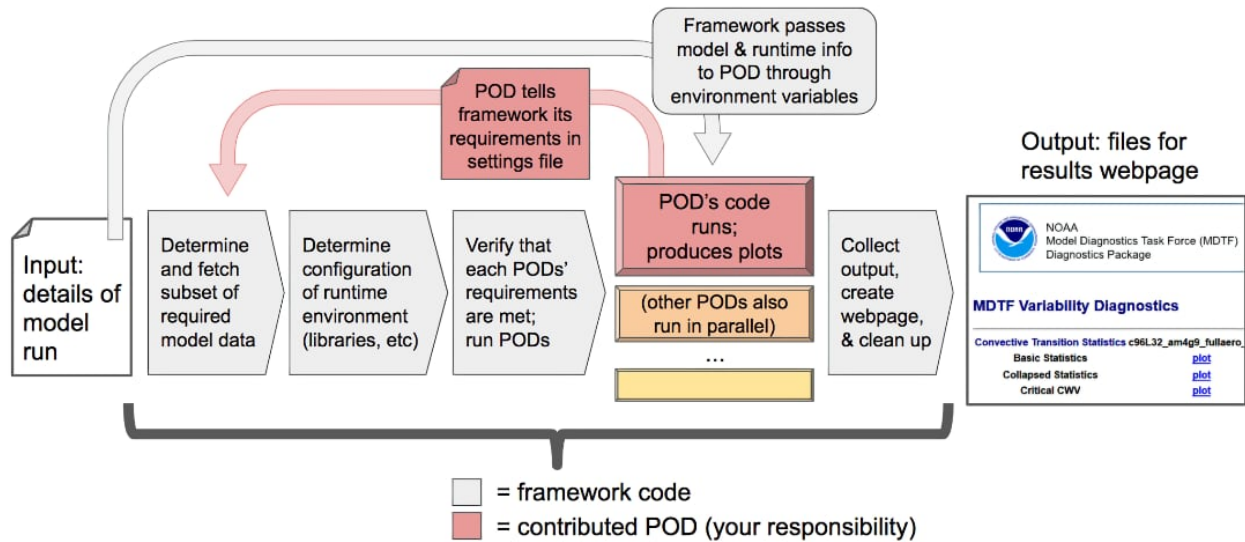 Framework passes
model & runtime info
to POD through
environment variables
POD tells
framework its
requirements in
settings file
Output: files for
results webpage
Input:
details of
model
run
Determine
and fetch
subset of
required
model data
Determine
configuration
of runtime
environment
(libraries, etc)
Verify that
each PODs'
requirements
are met;
run PODs
POD's code
runs;
produces plots
(other PODs also
run in parallel)
...
Collect
output,
create
webpage,
& clean up
NOAA
NOAA
Model Diagnostics Task Force (MDTF)
Diagnostics Package
MDTF Variability Diagnostics
Convective Transition Statistics c96L32_am4g9_fullaero_
Basic Statistics plot
Collapsed Statistics plot
Critical CWV plot
= framework code
= contributed POD (your responsibility)